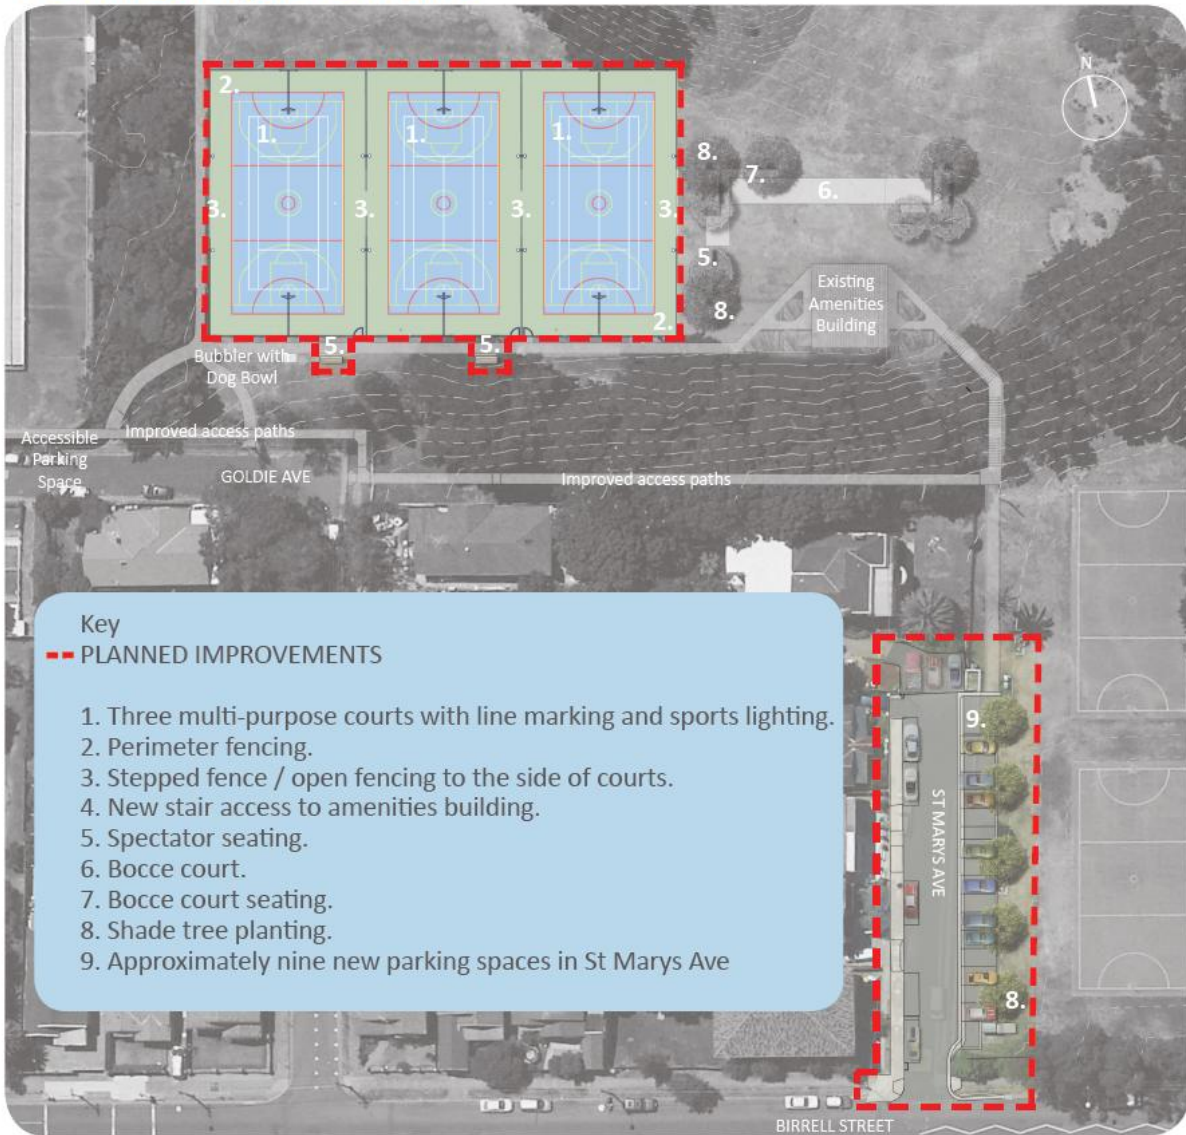 N
2.
1.
1.
1.
8.
7.
6.
3.
3.
3.
3.
5.
Existing
Amenities
Building
8.
2.
5.
5.
Bubbler with
Dog Bowl
Accessible
Parking
Space
Improved access paths
GOLDIE AVE
Improved access paths
Key
PLANNED IMPROVEMENTS
1. Three multi-purpose courts with line marking and sports lighting.
2. Perimeter fencing.
3. Stepped fence / open fencing to the side of courts.
4. New stair access to amenities building.
5. Spectator seating.
6. Bocce court.
7. Bocce court seating.
8. Shade tree planting.
9. Approximately nine new parking spaces in St Marys Ave
9.
ST MARYS AVE
8.
BIRRELL STREET